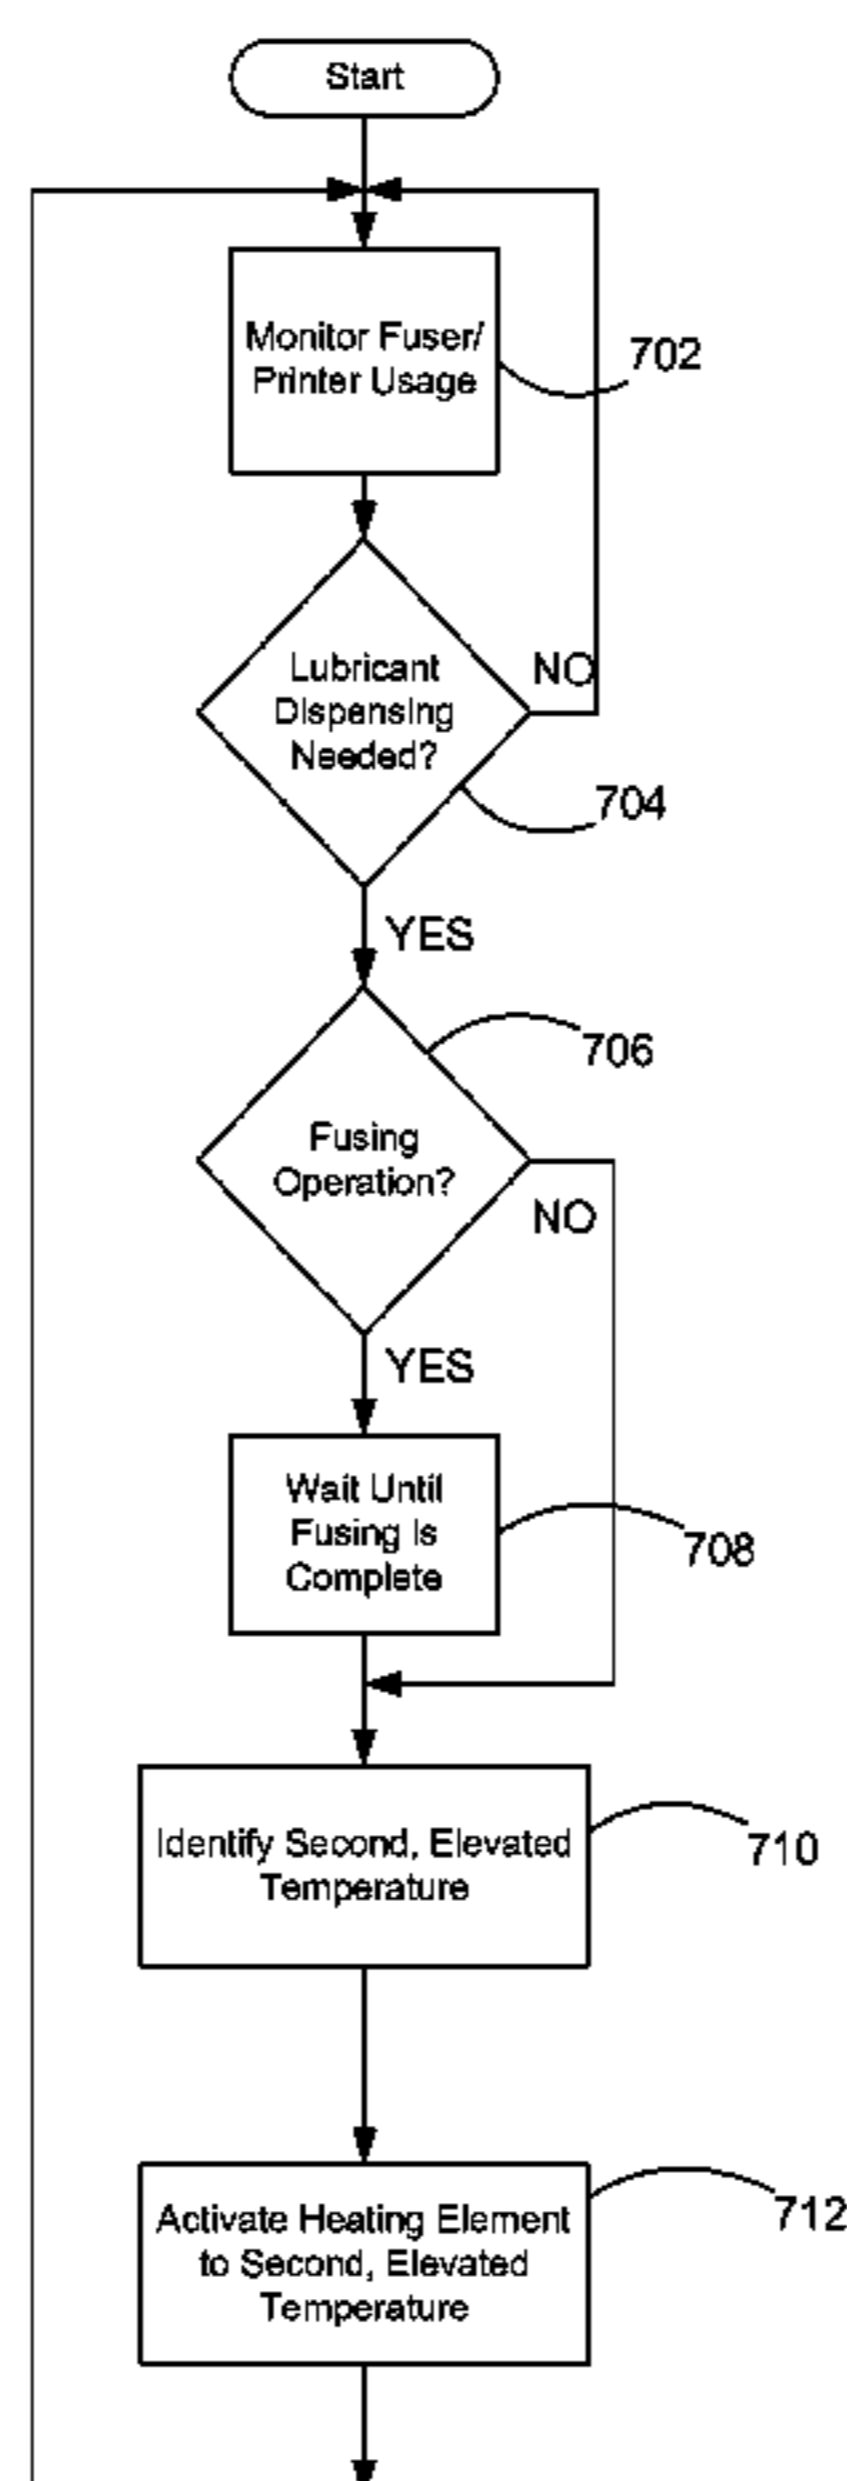 Start
Monitor Fuser/
Printer Usage
702
Lubricant
Dispensing
Needed?
NO
704
YES
706
Fusing
Operation?
NO
YES
Wait Until
Fusing Is
Complete
708
Identify Second, Elevated
Temperature
710
Activate Heating Element
to Second, Elevated
Temperature
712